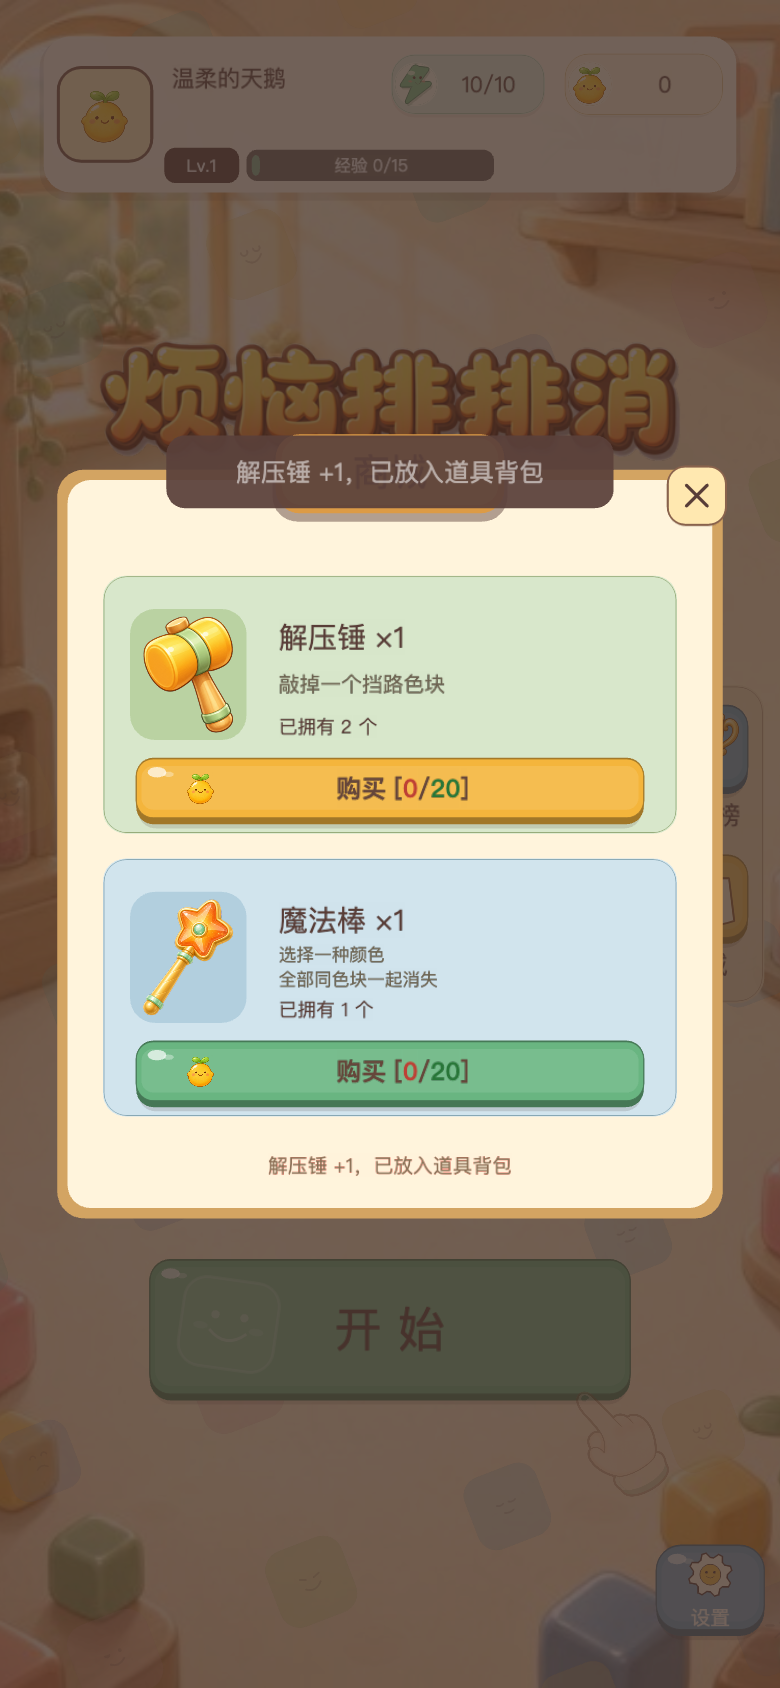 温柔的天鹅
10/10
0
Lv.1
经验 0/15
烦恼排排消
解压锤 +1, 已放入道具背包
解压锤 ×1
敲掉一个挡路色块
已拥有 2 个
购买 [0/20]
魔法棒 ×1
选择一种颜色
全部同色块一起消失
已拥有 1 个
购买 [0/20]
解压锤 +1, 已放入道具背包
开始
设置